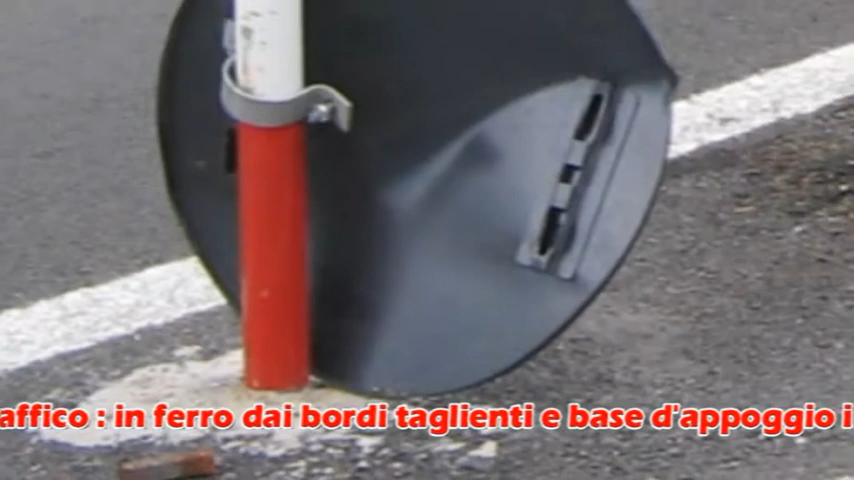 affico : in ferro dai bordi taglienti e base d'appoggio i